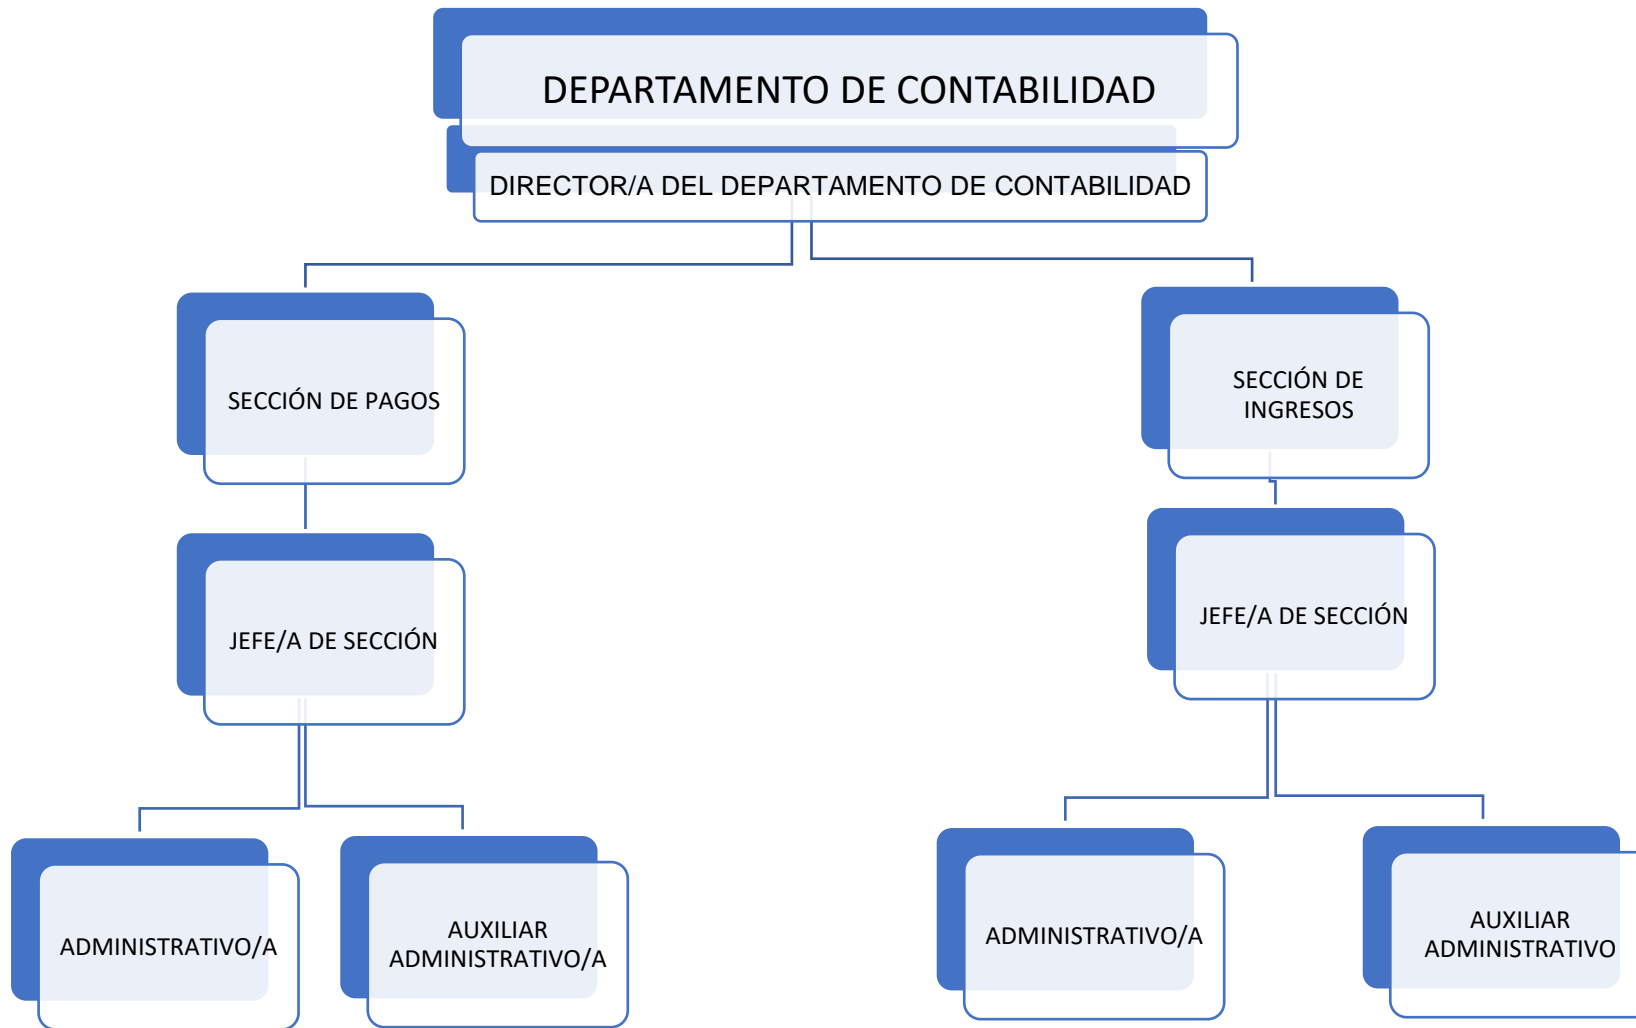 DEPARTAMENTO DE CONTABILIDAD
DIRECTOR/A DEL DEPARTAMENTO DE CONTABILIDAD
SECCIÓN DE PAGOS
SECCIÓN DE
INGRESOS
JEFE/A DE SECCIÓN
JEFE/A DE SECCIÓN
ADMINISTRATIVO/A
AUXILIAR
ADMINISTRATIVO/A
ADMINISTRATIVO/A
AUXILIAR
ADMINISTRATIVO